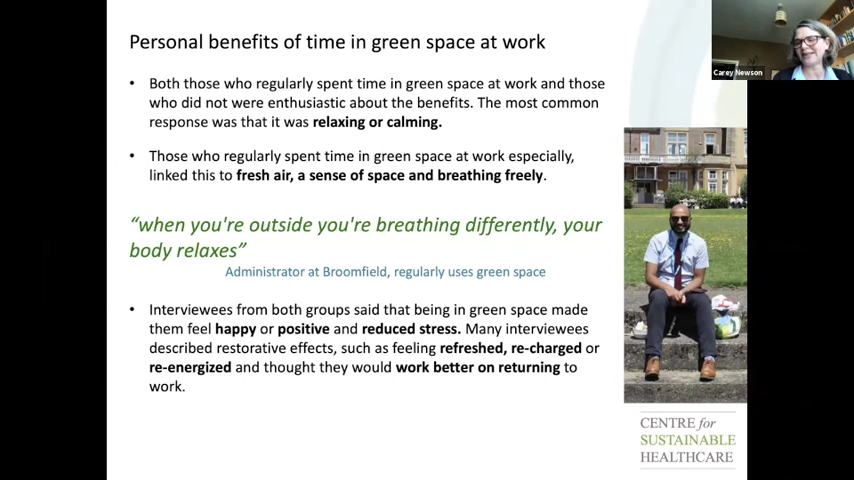 Personal benefits of time in green space at work
Carey Newson
• Both those who regularly spent time in green space at work and those
who did not were enthusiastic about the benefits. The most common
response was that it was relaxing or calming.
• Those who regularly spent time in green space at work especially,
linked this to fresh air, a sense of space and breathing freely.
“when you're outside you're breathing differently, your
body relaxes”
Administrator at Broomfield, regularly uses green space
• Interviewees from both groups said that being in green space made
them feel happy or positive and reduced stress. Many interviewees
described restorative effects, such as feeling refreshed, re-charged or
re-energized and thought they would work better on returning to
work.
CENTRE for
SUSTAINABLE
HEALTHCARE